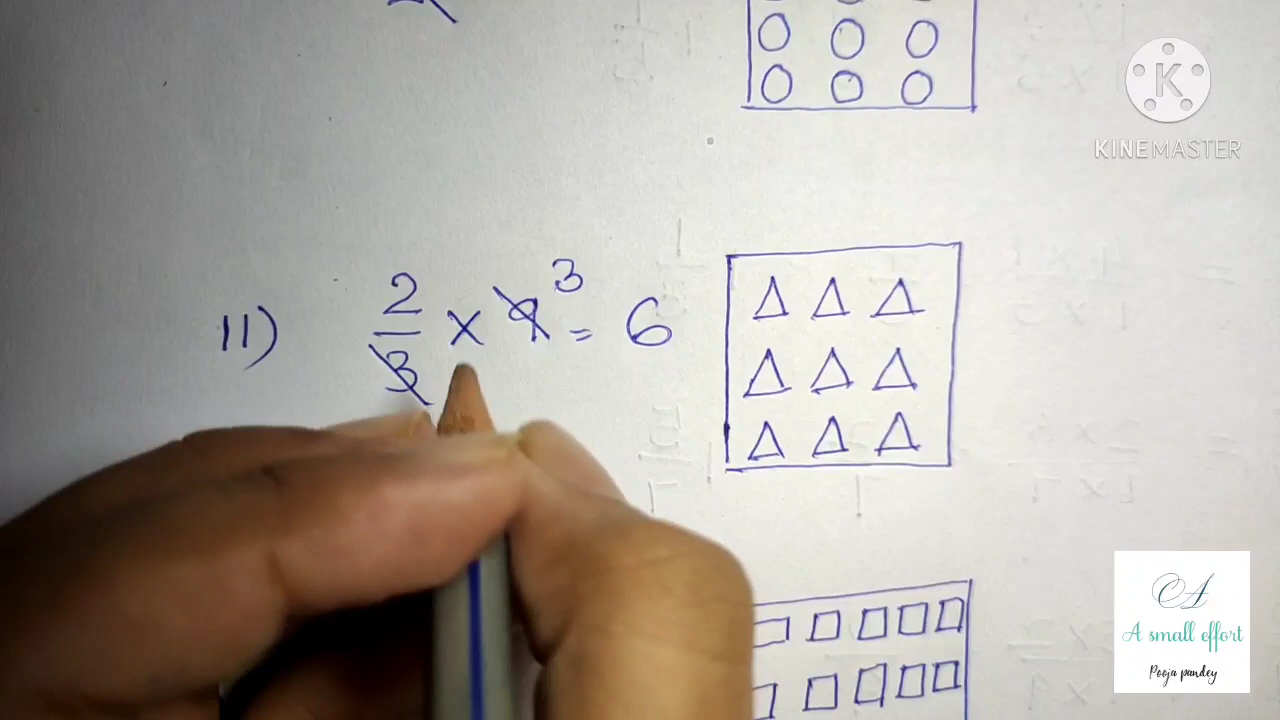 K
KINEMASTER
11) 2/3 × 9 3 = 6
A
A small effort
Pooja pandey